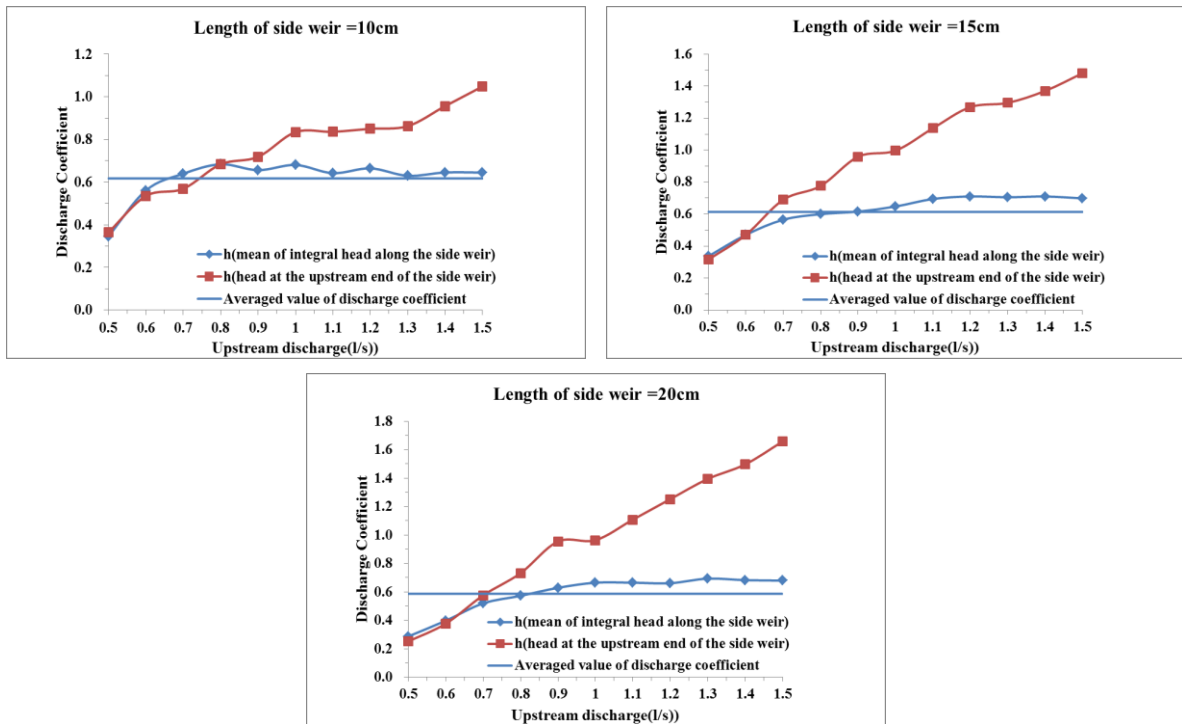 Length of side weir =10cm
1.2
1.0
0.8
0.6
0.4
0.2
0.0
Discharge Coefficient
h(mean of integral head along the side weir)
h(head at the upstream end of the side weir)
Averaged value of discharge coefficient
0.5 0.6 0.7 0.8 0.9 1 1.1 1.2 1.3 1.4 1.5
Upstream discharge(l/s))
Length of side weir =15cm
1.6
1.4
1.2
1.0
0.8
0.6
0.4
0.2
0.0
Discharge Coefficient
h(mean of integral head along the side weir)
h(head at the upstream end of the side weir)
Averaged value of discharge coefficient
0.5 0.6 0.7 0.8 0.9 1 1.1 1.2 1.3 1.4 1.5
Upstream discharge(l/s))
Length of side weir =20cm
1.8
1.6
1.4
1.2
1.0
0.8
0.6
0.4
0.2
0.0
Discharge Coefficient
h(mean of integral head along the side weir)
h(head at the upstream end of the side weir)
Averaged value of discharge coefficient
0.5 0.6 0.7 0.8 0.9 1 1.1 1.2 1.3 1.4 1.5
Upstream discharge(l/s))